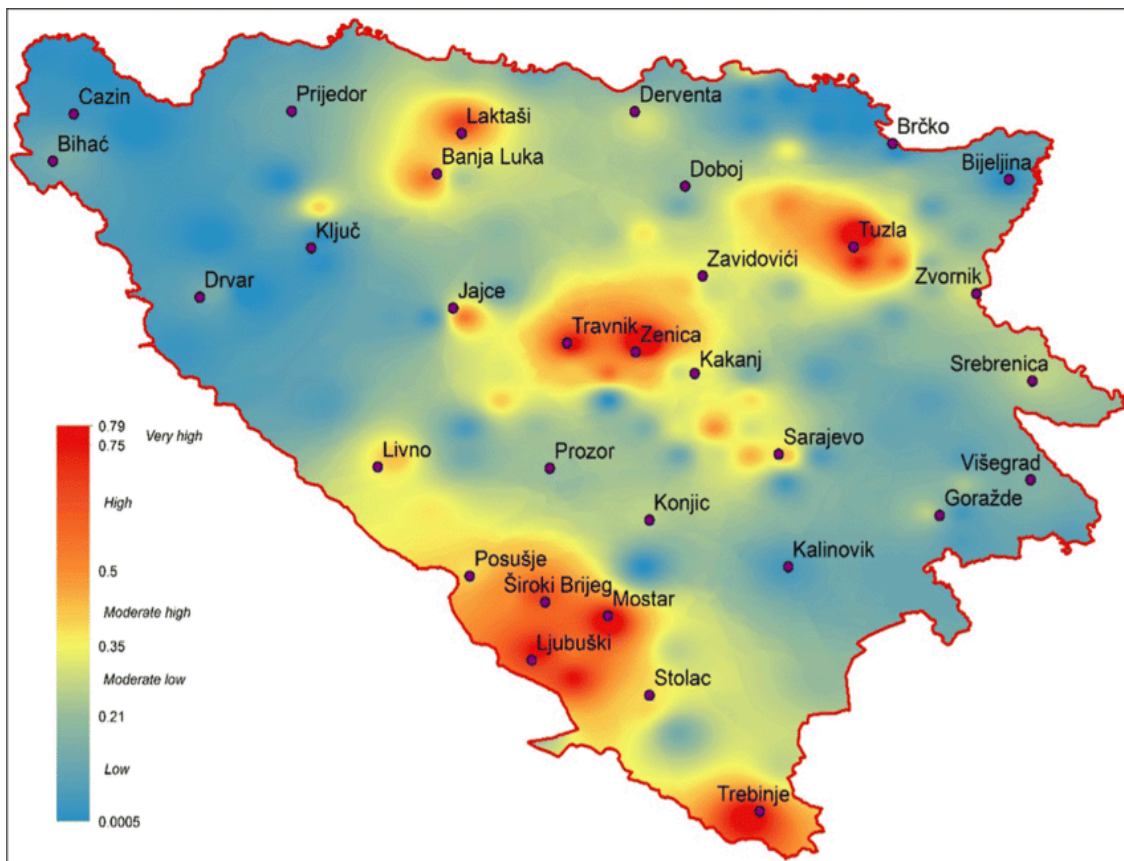 Cazin
Prijedor
Derventa
Laktaši
Brčko
Bihać
Banja Luka
Bijeljina
Doboj
Ključ
Tuzla
Zavidovići
Drvar
Zvornik
Jajce
Travnik
Zenica
Kakanj
Srebrenica
0.79
Very high
0.75
Sarajevo
Livno
Prozor
Višegrad
High
Goražde
Konjic
Kalinovik
Posušje
0.5
Široki Brijeg
Moderate high
Mostar
0.35
Ljubuški
Moderate low
Stolac
0.21
Low
Trebinje
0.0005